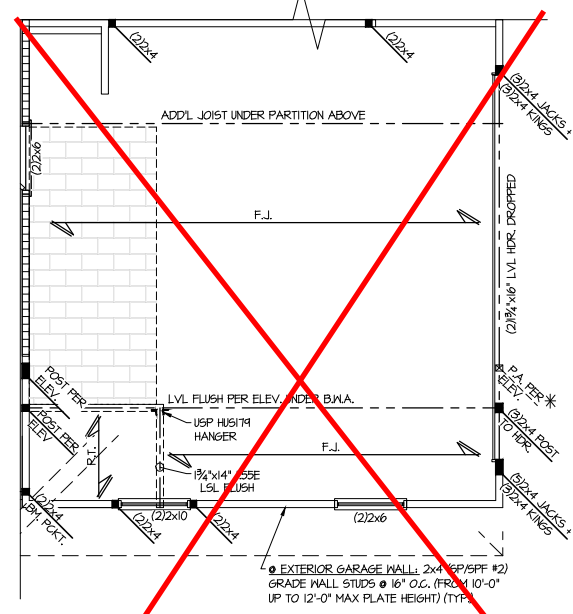 (2)2x4
(2)2x4
(3)2x4 JACKS +
(3)2x4 KINGS
ADD'L JOIST UNDER PARTITION ABOVE
(2)2x6
F.J.
(2)1¾"x16" LVL HDR. DROPPED
POST PER
ELEV.
P.A. PER
ELEV.
LVL FLUSH PER ELEV. UNDER B.W.A.
POST PER
ELEV
USP HUS179
HANGER
(3)2x4 POST
TO HDR.
R.T.
F.J.
1¾"x14" 1.55E
LSL FLUSH
(2)2x4
BM. PCKT.
(2)2x4
(2)2x10
(2)2x4
(2)2x6
(3)2x4 JACKS +
(3)2x4 KINGS
@ EXTERIOR GARAGE WALL: 2x4 (SP/SPF #2)
GRADE WALL STUDS @ 16" O.C. (FROM 10'-0"
UP TO 12'-0" MAX PLATE HEIGHT) (TYP.)